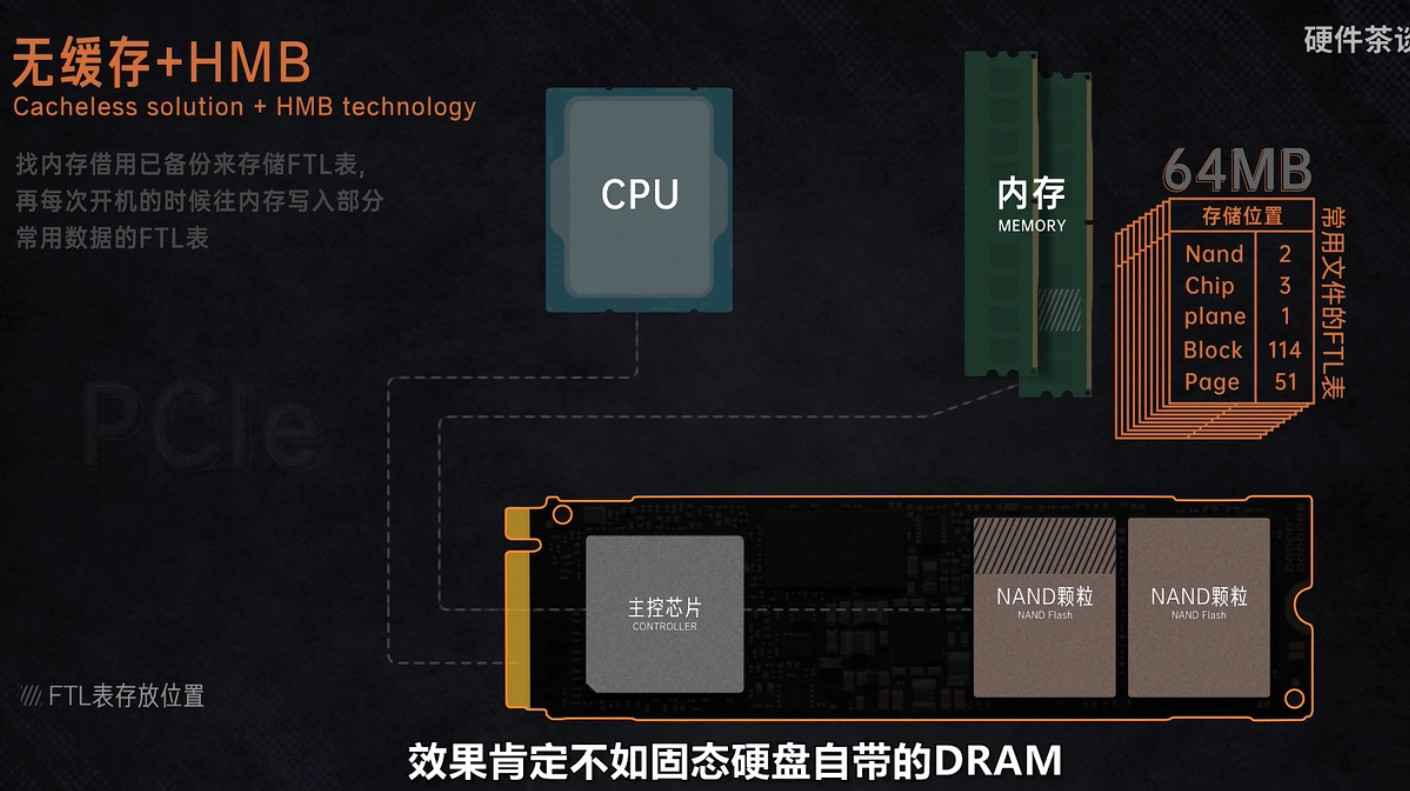 无缓存+HMB
Cacheless solution + HMB technology
找内存借用已备份来存储FTL表,
再每次开机的时候往内存写入部分
常用数据的FTL表
硬件茶谈
CPU
内存
MEMORY
64MB
存储位置
Nand 2
Chip 3
plane 1
Block 114
Page 51
常用文件的FTL表
PCIe
主控芯片
CONTROLLER
NAND颗粒
NAND Flash
NAND颗粒
NAND Flash
FTL表存放位置
效果肯定不如固态硬盘自带的DRAM